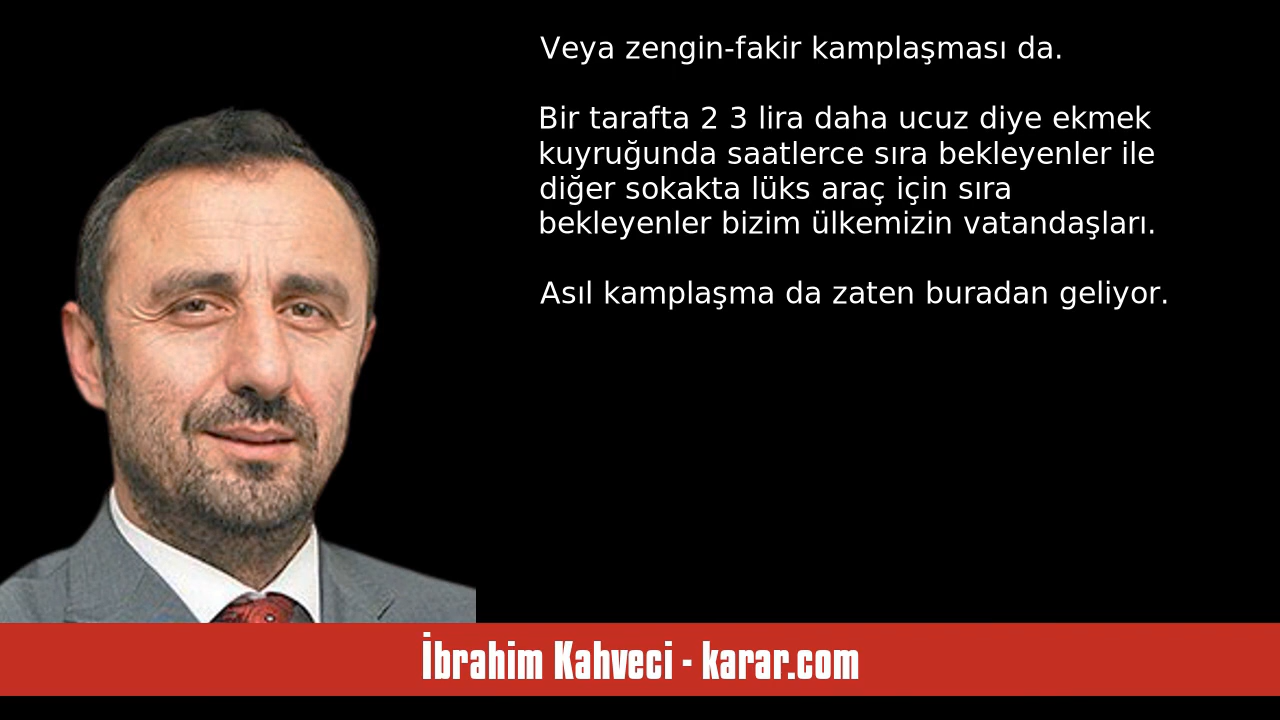 Veya zengin-fakir kamplaşması da.
Bir tarafta 2 3 lira daha ucuz diye ekmek
kuyruğunda saatlerce sıra bekleyenler ile
diğer sokakta lüks araç için sıra
bekleyenler bizim ülkemizin vatandaşları.
Asıl kamplaşma da zaten buradan geliyor.
İbrahim Kahveci - karar.com